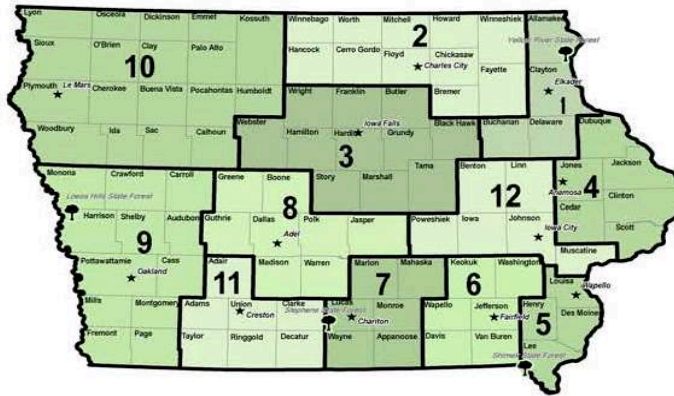 Lyon Osceola Dickinson Emmet Kossuth Winnebago Worth Mitchell Howard Winneshiek Allamakee
Sioux O'Brien Clay Palo Alto Hancock Cerro Gordo Floyd Chickasaw Yellow River State Forest
2
10
Charles City
Fayette Clayton
Elkader
Plymouth Le Mars Cherokee Buena Vista Pocahontas Humboldt Wright Franklin Butler Bremer
1
Woodbury Ida Sac Calhoun Webster Hamilton Hardin Iowa Falls Grundy Black Hawk Buchanan Delaware Dubuque
3
Monona Crawford Carroll Greene Boone Story Marshall Tama Benton Linn Jones Jackson
12
4
Anamosa
Loess Hills State Forest
8
Harrison Shelby Audubon Guthrie Dallas Polk Jasper Poweshiek Iowa Johnson Cedar Clinton
9
Adel
Iowa City
Scott
Muscatine
Pottawattamie Cass Adair Madison Warren Marion Mahaska Keokuk Washington Louisa Wapello
Oakland
11
7
6
Mills Montgomery Adams Union Clarke Lucas Monroe Wapello Jefferson Henry Des Moines
Creston
Stephens State Forest
Chariton
Fairfield
5
Fremont Page Taylor Ringgold Decatur Wayne Appanoose Davis Van Buren Lee
Shimek State Forest